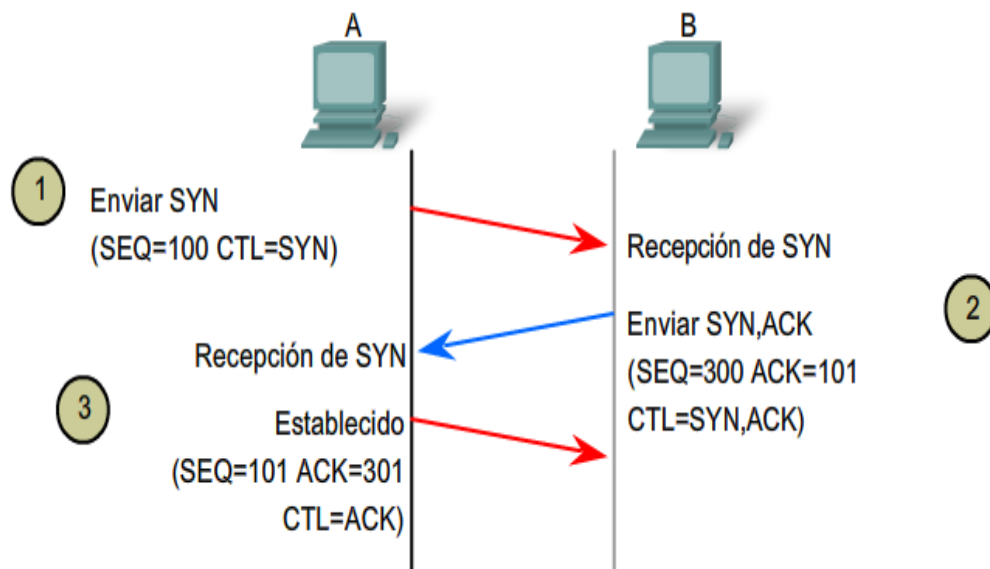 A
B
1
Enviar SYN
(SEQ=100 CTL=SYN)
Recepción de SYN
2
Enviar SYN,ACK
(SEQ=300 ACK=101
CTL=SYN,ACK)
Recepción de SYN
3
Establecido
(SEQ=101 ACK=301
CTL=ACK)